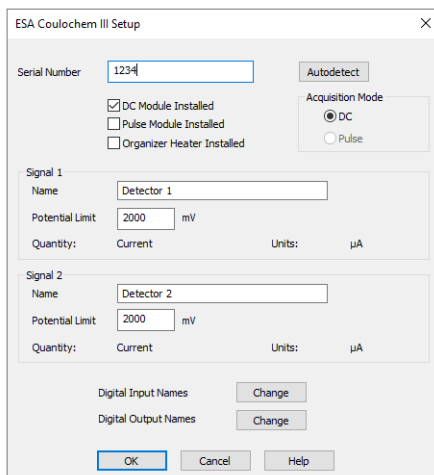 ESA Coulochem III Setup
Serial Number 1234 Autodetect
DC Module Installed
Pulse Module Installed
Organizer Heater Installed
Acquisition Mode
DC
Pulse
Signal 1
Name Detector 1
Potential Limit 2000 mV
Quantity: Current Units: µA
Signal 2
Name Detector 2
Potential Limit 2000 mV
Quantity: Current Units: µA
Digital Input Names Change
Digital Output Names Change
OK Cancel Help